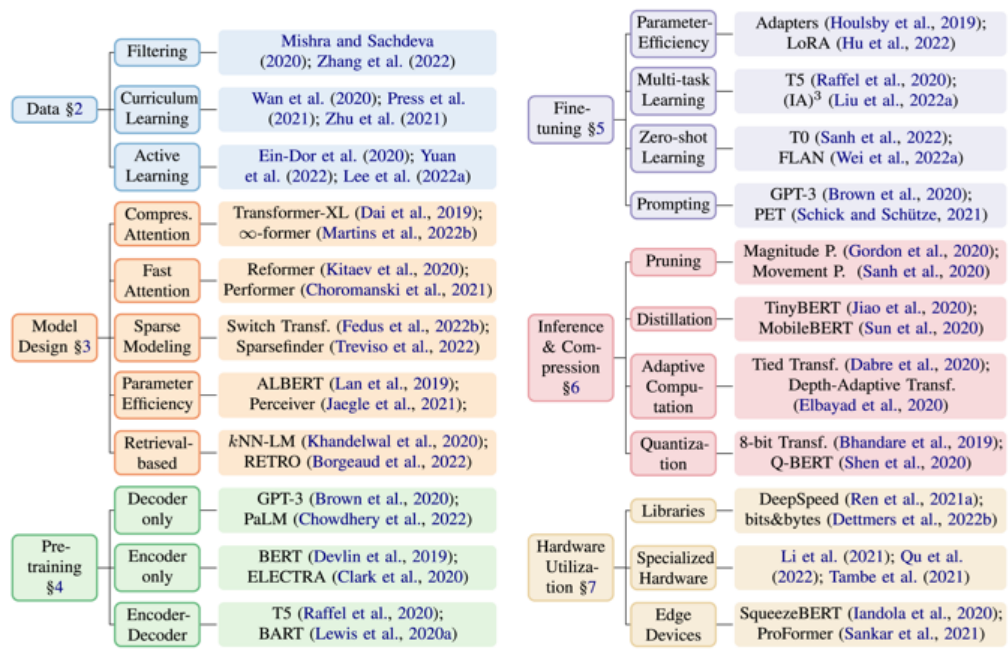 Data §2
Filtering
Mishra and Sachdeva
(2020); Zhang et al. (2022)
Curriculum
Learning
Wan et al. (2020); Press et al.
(2021); Zhu et al. (2021)
Active
Learning
Ein-Dor et al. (2020); Yuan
et al. (2022); Lee et al. (2022a)
Model
Design §3
Compres.
Attention
Transformer-XL (Dai et al., 2019);
∞-former (Martins et al., 2022b)
Fast
Attention
Reformer (Kitaev et al., 2020);
Performer (Choromanski et al., 2021)
Sparse
Modeling
Switch Transf. (Fedus et al., 2022b);
Sparsefinder (Treviso et al., 2022)
Parameter
Efficiency
ALBERT (Lan et al., 2019);
Perceiver (Jaegle et al., 2021);
Retrieval-
based
kNN-LM (Khandelwal et al., 2020);
RETRO (Borgeaud et al., 2022)
Pre-
training
§4
Decoder
only
GPT-3 (Brown et al., 2020);
PaLM (Chowdhery et al., 2022)
Encoder
only
BERT (Devlin et al., 2019);
ELECTRA (Clark et al., 2020)
Encoder-
Decoder
T5 (Raffel et al., 2020);
BART (Lewis et al., 2020a)
Fine-
tuning §5
Parameter-
Efficiency
Adapters (Houlsby et al., 2019);
LoRA (Hu et al., 2022)
Multi-task
Learning
T5 (Raffel et al., 2020);
(IA)³ (Liu et al., 2022a)
Zero-shot
Learning
T0 (Sanh et al., 2022);
FLAN (Wei et al., 2022a)
Prompting
GPT-3 (Brown et al., 2020);
PET (Schick and Schütze, 2021)
Inference
& Com-
pression
§6
Pruning
Magnitude P. (Gordon et al., 2020);
Movement P. (Sanh et al., 2020)
Distillation
TinyBERT (Jiao et al., 2020);
MobileBERT (Sun et al., 2020)
Adaptive
Compu-
tation
Tied Transf. (Dabre et al., 2020);
Depth-Adaptive Transf.
(Elbayad et al., 2020)
Quantiza-
tion
8-bit Transf. (Bhandare et al., 2019);
Q-BERT (Shen et al., 2020)
Hardware
Utiliza-
tion §7
Libraries
DeepSpeed (Ren et al., 2021a);
bits&bytes (Dettmers et al., 2022b)
Specialized
Hardware
Li et al. (2021); Qu et al.
(2022); Tambe et al. (2021)
Edge
Devices
SqueezeBERT (Iandola et al., 2020);
ProFormer (Sankar et al., 2021)